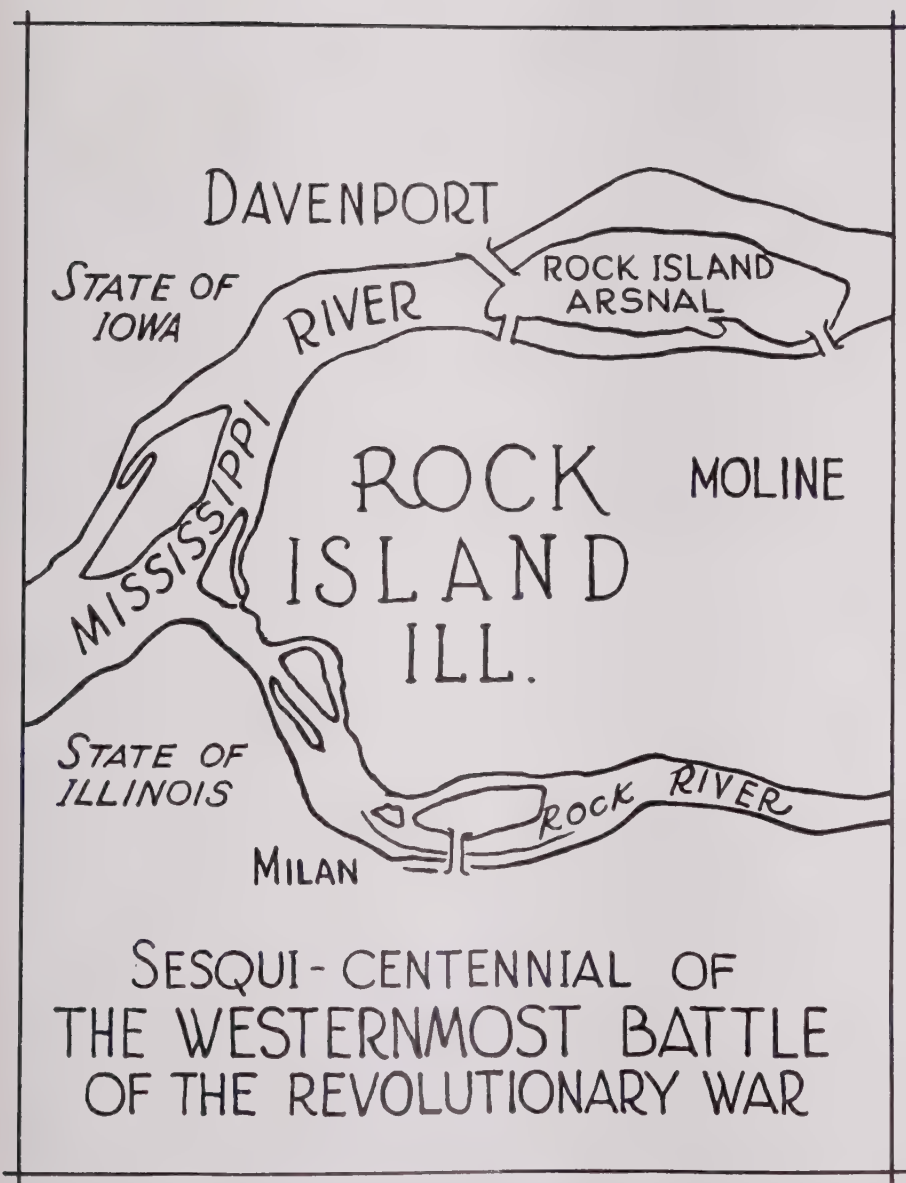 DAVENPORT
STATE OF
IOWA
ROCK ISLAND
ARSNAL
MISSISSIPPI RIVER
ROCK
ISLAND
ILL.
MOLINE
STATE OF
ILLINOIS
ROCK RIVER
MILAN
SESQUI-CENTENNIAL OF
THE WESTERNMOST BATTLE
OF THE REVOLUTIONARY WAR